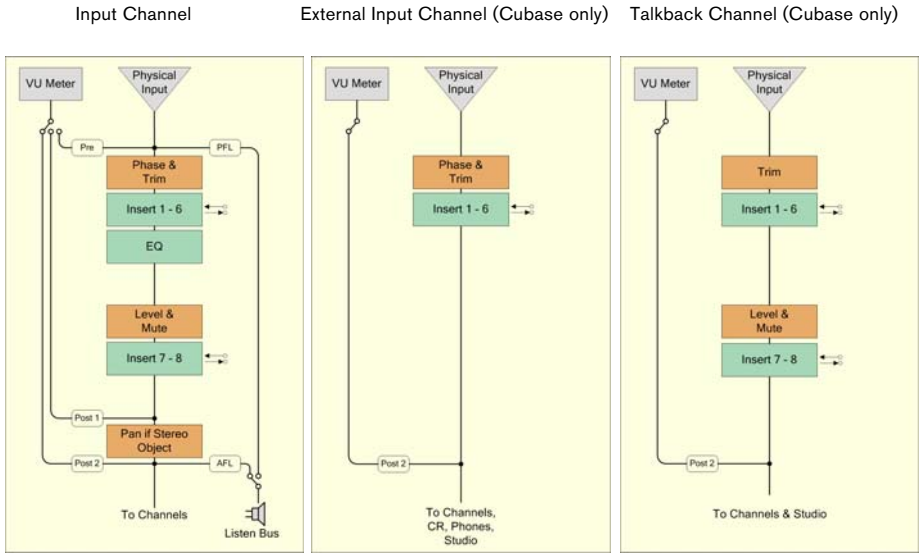 Input Channel
External Input Channel (Cubase only)
Talkback Channel (Cubase only)
VU Meter
Physical
Input
Pre
PFL
Phase &
Trim
Insert 1 - 6
EQ
Level &
Mute
Insert 7 - 8
Post 1
Pan if Stereo
Object
Post 2
AFL
To Channels
Listen Bus
VU Meter
Physical
Input
Phase &
Trim
Insert 1 - 6
Post 2
To Channels,
CR, Phones,
Studio
VU Meter
Physical
Input
Trim
Insert 1 - 6
Level &
Mute
Insert 7 - 8
Post 2
To Channels & Studio